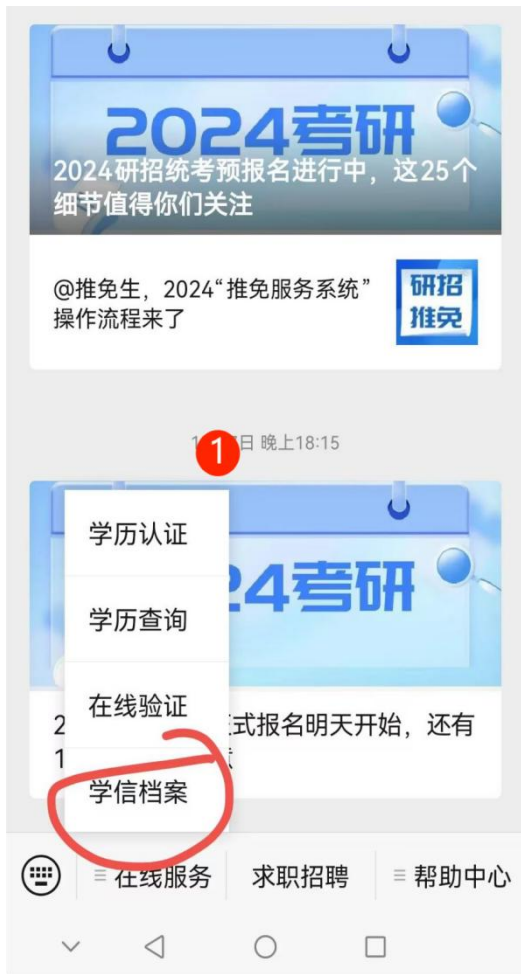 2024考研
2024研招统考预报名进行中，这25个
细节值得你们关注
@推免生，2024“推免服务系统”
操作流程来了
研招
推免
1
日 晚上18:15
学历认证
24考研
学历查询
在线验证
2
式报名明天开始，还有
1
学信档案
在线服务
求职招聘
帮助中心